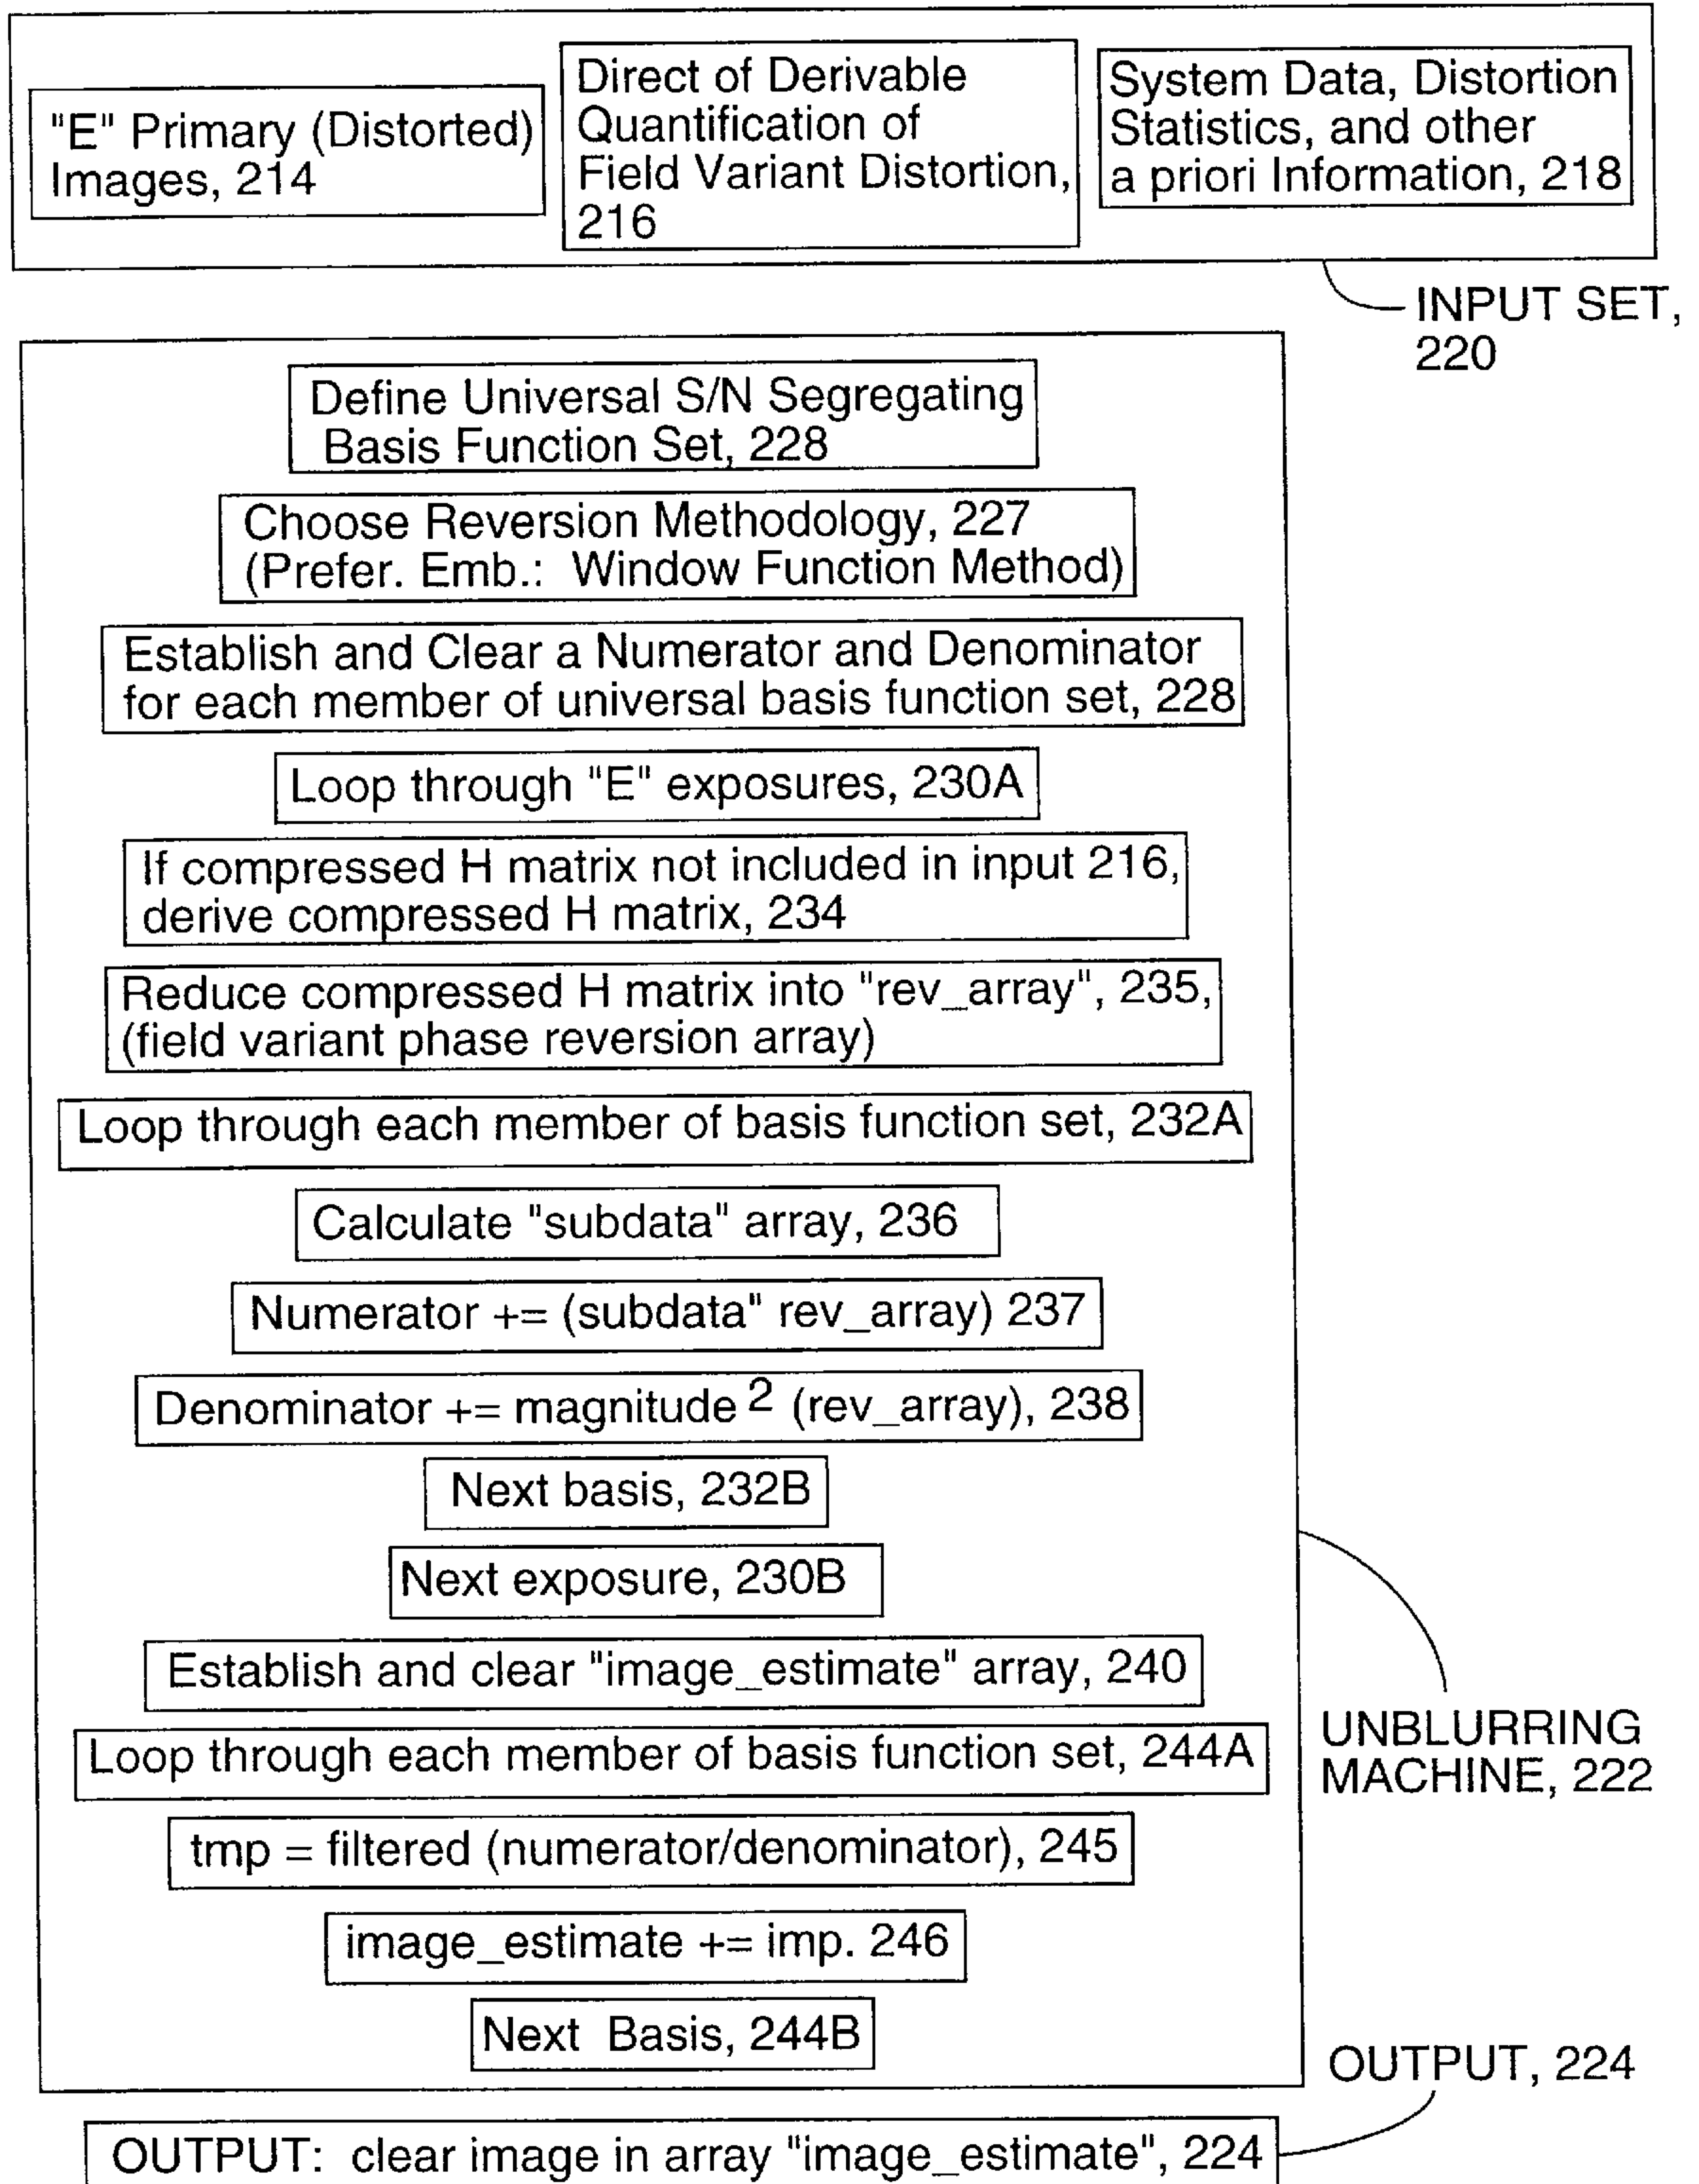 "E" Primary (Distorted)
Images, 214
Direct of Derivable
Quantification of
Field Variant Distortion,
216
System Data, Distortion
Statistics, and other
a priori Information, 218
INPUT SET,
220
Define Universal S/N Segregating
Basis Function Set, 228
Choose Reversion Methodology, 227
(Prefer. Emb.: Window Function Method)
Establish and Clear a Numerator and Denominator
for each member of universal basis function set, 228
Loop through "E" exposures, 230A
If compressed H matrix not included in input 216,
derive compressed H matrix, 234
Reduce compressed H matrix into "rev_array", 235,
(field variant phase reversion array)
Loop through each member of basis function set, 232A
Calculate "subdata" array, 236
Numerator += (subdata" rev_array) 237
Denominator += magnitude 2 (rev_array), 238
Next basis, 232B
Next exposure, 230B
Establish and clear "image_estimate" array, 240
Loop through each member of basis function set, 244A
UNBLURRING
MACHINE, 222
tmp = filtered (numerator/denominator), 245
image_estimate += imp. 246
Next Basis, 244B
OUTPUT, 224
OUTPUT: clear image in array "image_estimate", 224